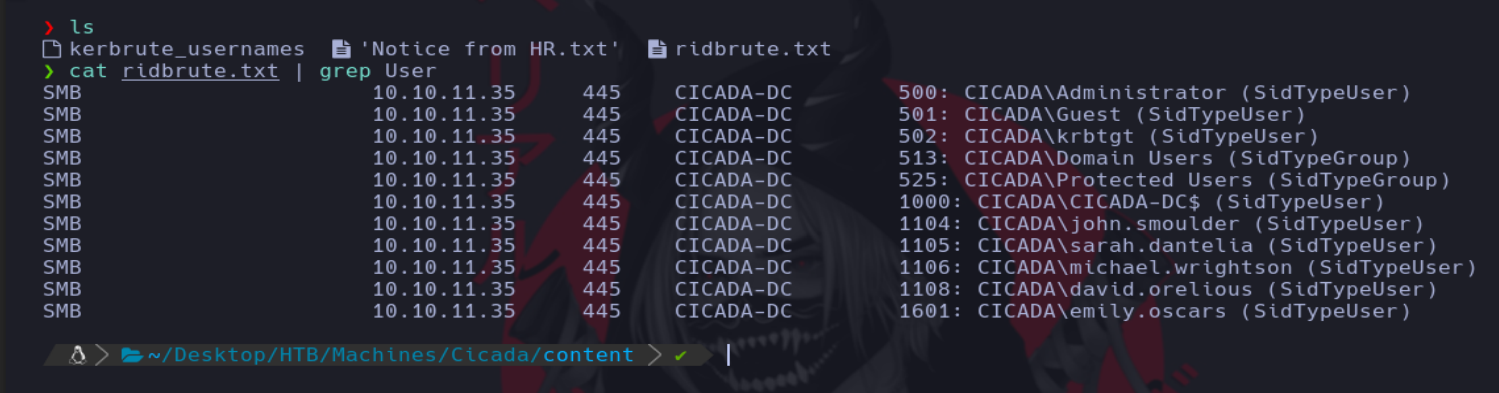 ❯ ls
kerbrute_usernames 'Notice from HR.txt' ridbrute.txt
❯ cat ridbrute.txt | grep User
SMB 10.10.11.35 445 CICADA-DC 500: CICADA\Administrator (SidTypeUser)
SMB 10.10.11.35 445 CICADA-DC 501: CICADA\Guest (SidTypeUser)
SMB 10.10.11.35 445 CICADA-DC 502: CICADA\krbtgt (SidTypeUser)
SMB 10.10.11.35 445 CICADA-DC 513: CICADA\Domain Users (SidTypeGroup)
SMB 10.10.11.35 445 CICADA-DC 525: CICADA\Protected Users (SidTypeGroup)
SMB 10.10.11.35 445 CICADA-DC 1000: CICADA\CICADA-DC$ (SidTypeUser)
SMB 10.10.11.35 445 CICADA-DC 1104: CICADA\john.smoulder (SidTypeUser)
SMB 10.10.11.35 445 CICADA-DC 1105: CICADA\sarah.dantelia (SidTypeUser)
SMB 10.10.11.35 445 CICADA-DC 1106: CICADA\michael.wrightson (SidTypeUser)
SMB 10.10.11.35 445 CICADA-DC 1108: CICADA\david.orelious (SidTypeUser)
SMB 10.10.11.35 445 CICADA-DC 1601: CICADA\emily.oscars (SidTypeUser)
~/Desktop/HTB/Machines/Cicada/content ✔